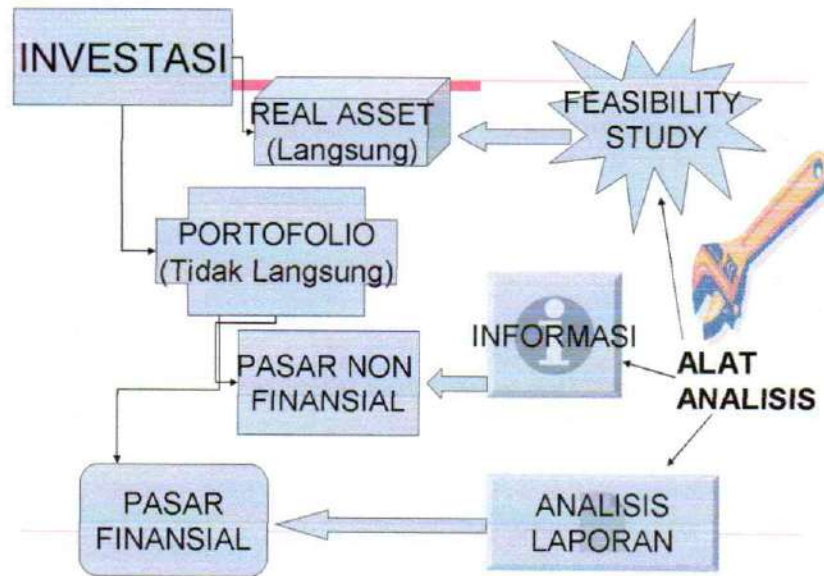 INVESTASI
REAL ASSET
(Langsung)
FEASIBILITY
STUDY
PORTOFOLIO
(Tidak Langsung)
INFORMASI
PASAR NON
FINANSIAL
ALAT
ANALISIS
PASAR
FINANSIAL
ANALISIS
LAPORAN